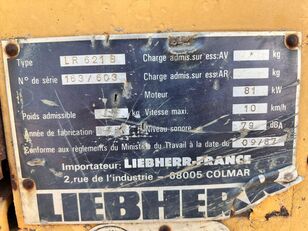 Type LR 621 B Charge admis. sur ess: AV kg
N° de série 163/603 Charge admis. sur ess: AR kg
Moteur 81 kW
Poids admissible Vitesse maxi. 10 km/h
Année de fabrication Niveau sonore 79 dBA
Conforme aux règlements du Ministère du Travail à la date du 09/87
Importateur: LIEBHERR-FRANCE
2, rue de l'industrie - 68005 COLMAR
LIEBHERR